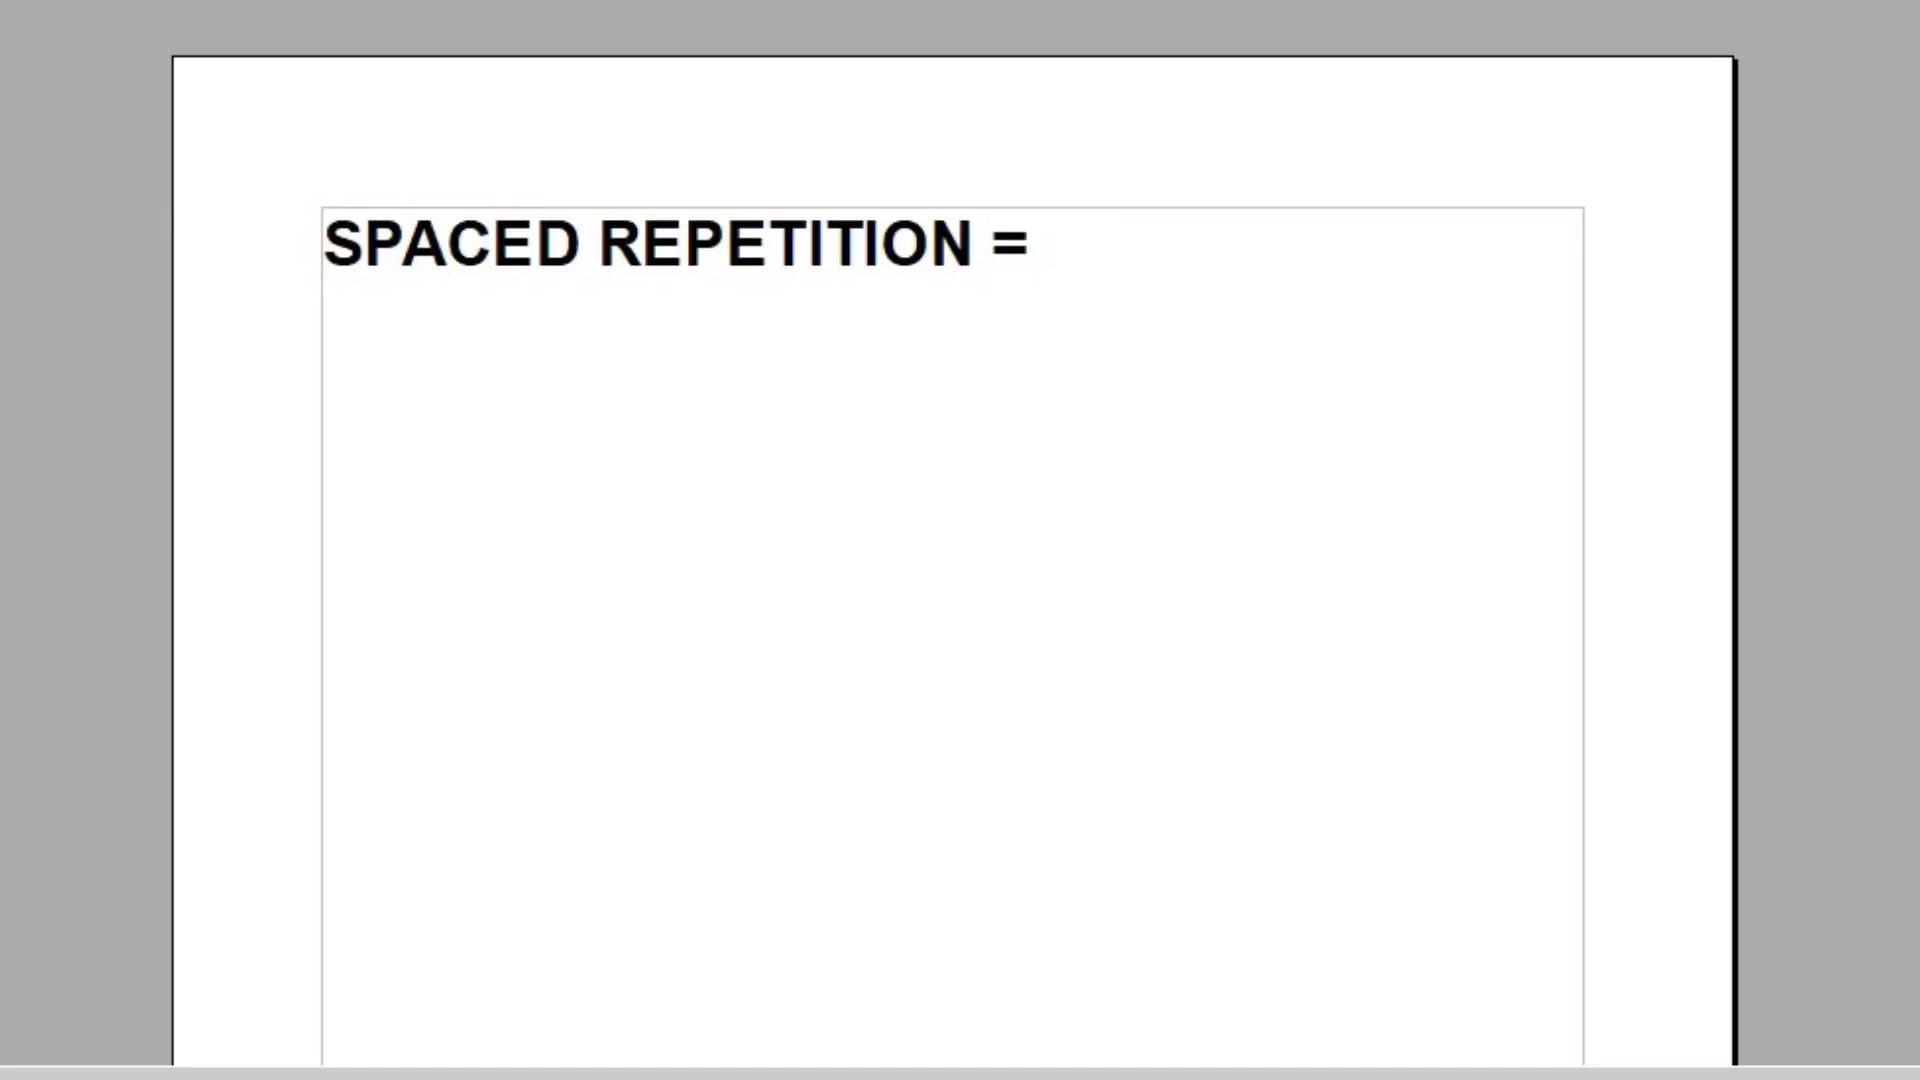 SPACED REPETITION =